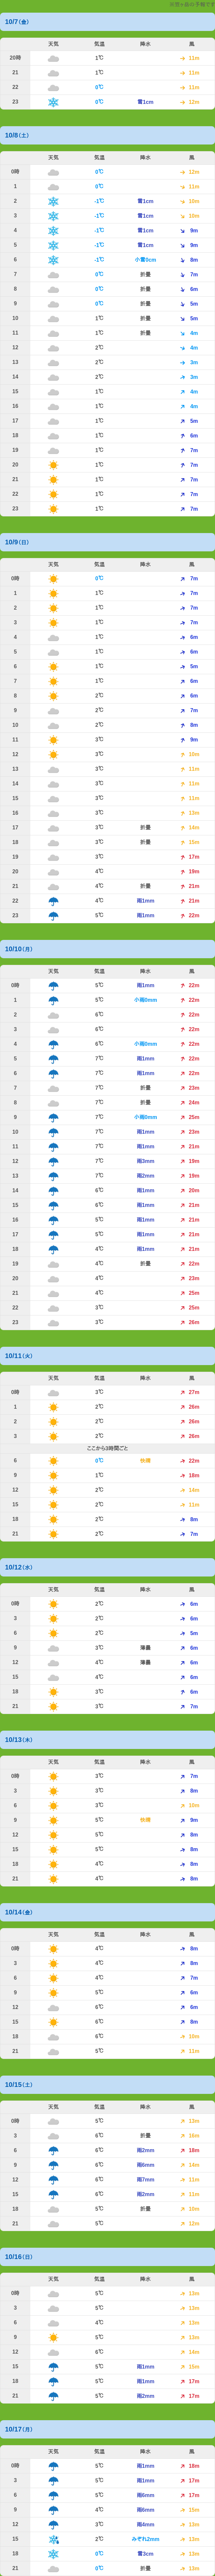 10/7(金)
天気 気温 降水 風
20時 1℃ 11m
21 1℃ 11m
22 0℃ 11m
23 0℃ 雪1cm 12m
10/8(土)
天気 気温 降水 風
0時 0℃ 12m
1 0℃ 11m
2 -1℃ 雪1cm 10m
3 -1℃ 雪1cm 10m
4 -1℃ 雪1cm 9m
5 -1℃ 雪1cm 9m
6 -1℃ 小雪0cm 8m
7 0℃ 折曇 7m
8 0℃ 折曇 6m
9 0℃ 折曇 5m
10 1℃ 折曇 5m
11 1℃ 折曇 4m
12 2℃ 4m
13 2℃ 3m
14 2℃ 3m
15 1℃ 4m
16 1℃ 4m
17 1℃ 5m
18 1℃ 6m
19 1℃ 7m
20 1℃ 7m
21 1℃ 7m
22 1℃ 7m
23 1℃ 7m
10/9(日)
天気 気温 降水 風
0時 0℃ 7m
1 1℃ 7m
2 1℃ 7m
3 1℃ 7m
4 1℃ 6m
5 1℃ 6m
6 1℃ 5m
7 1℃ 6m
8 2℃ 6m
9 2℃ 7m
10 2℃ 8m
11 3℃ 9m
12 3℃ 10m
13 3℃ 11m
14 3℃ 11m
15 3℃ 11m
16 3℃ 13m
17 3℃ 折曇 14m
18 3℃ 折曇 15m
19 3℃ 17m
20 4℃ 19m
21 4℃ 折曇 21m
22 4℃ 雨1mm 21m
23 5℃ 雨1mm 22m
10/10(月)
天気 気温 降水 風
0時 5℃ 雨1mm 22m
1 5℃ 小雨0mm 22m
2 6℃ 22m
3 6℃ 22m
4 6℃ 小雨0mm 22m
5 7℃ 雨1mm 22m
6 7℃ 雨1mm 22m
7 7℃ 折曇 23m
8 7℃ 折曇 24m
9 7℃ 小雨0mm 25m
10 7℃ 雨1mm 23m
11 7℃ 雨1mm 21m
12 7℃ 雨3mm 19m
13 7℃ 雨2mm 19m
14 6℃ 雨1mm 20m
15 6℃ 雨1mm 21m
16 5℃ 雨1mm 21m
17 5℃ 雨1mm 21m
18 4℃ 雨1mm 21m
19 4℃ 折曇 22m
20 4℃ 23m
21 4℃ 25m
22 3℃ 25m
23 3℃ 26m
10/11(火)
天気 気温 降水 風
0時 3℃ 27m
1 2℃ 26m
2 2℃ 26m
3 2℃ 26m
ここから3時間ごと
6 0℃ 快晴 22m
9 1℃ 18m
12 2℃ 14m
15 2℃ 11m
18 2℃ 8m
21 2℃ 7m
10/12(水)
天気 気温 降水 風
0時 2℃ 6m
3 2℃ 6m
6 2℃ 5m
9 3℃ 薄曇 6m
12 4℃ 薄曇 6m
15 4℃ 6m
18 3℃ 6m
21 3℃ 7m
10/13(木)
天気 気温 降水 風
0時 3℃ 7m
3 3℃ 8m
6 3℃ 10m
9 5℃ 快晴 9m
12 5℃ 8m
15 5℃ 8m
18 4℃ 8m
21 4℃ 8m
10/14(金)
天気 気温 降水 風
0時 4℃ 8m
3 4℃ 8m
6 4℃ 7m
9 5℃ 6m
12 6℃ 6m
15 6℃ 8m
18 6℃ 10m
21 5℃ 11m
10/15(土)
天気 気温 降水 風
0時 5℃ 13m
3 6℃ 折曇 16m
6 6℃ 雨2mm 18m
9 6℃ 雨6mm 14m
12 6℃ 雨7mm 11m
15 6℃ 雨2mm 11m
18 5℃ 折曇 10m
21 5℃ 12m
10/16(日)
天気 気温 降水 風
0時 5℃ 13m
3 5℃ 13m
6 4℃ 13m
9 5℃ 13m
12 6℃ 14m
15 5℃ 雨1mm 15m
18 5℃ 雨1mm 17m
21 5℃ 雨2mm 17m
10/17(月)
天気 気温 降水 風
0時 5℃ 雨1mm 18m
3 5℃ 雨1mm 17m
6 5℃ 雨6mm 17m
9 4℃ 雨6mm 15m
12 3℃ 雨4mm 13m
15 2℃ みぞれ2mm 13m
18 0℃ 雪3cm 13m
21 0℃ 折曇 13m